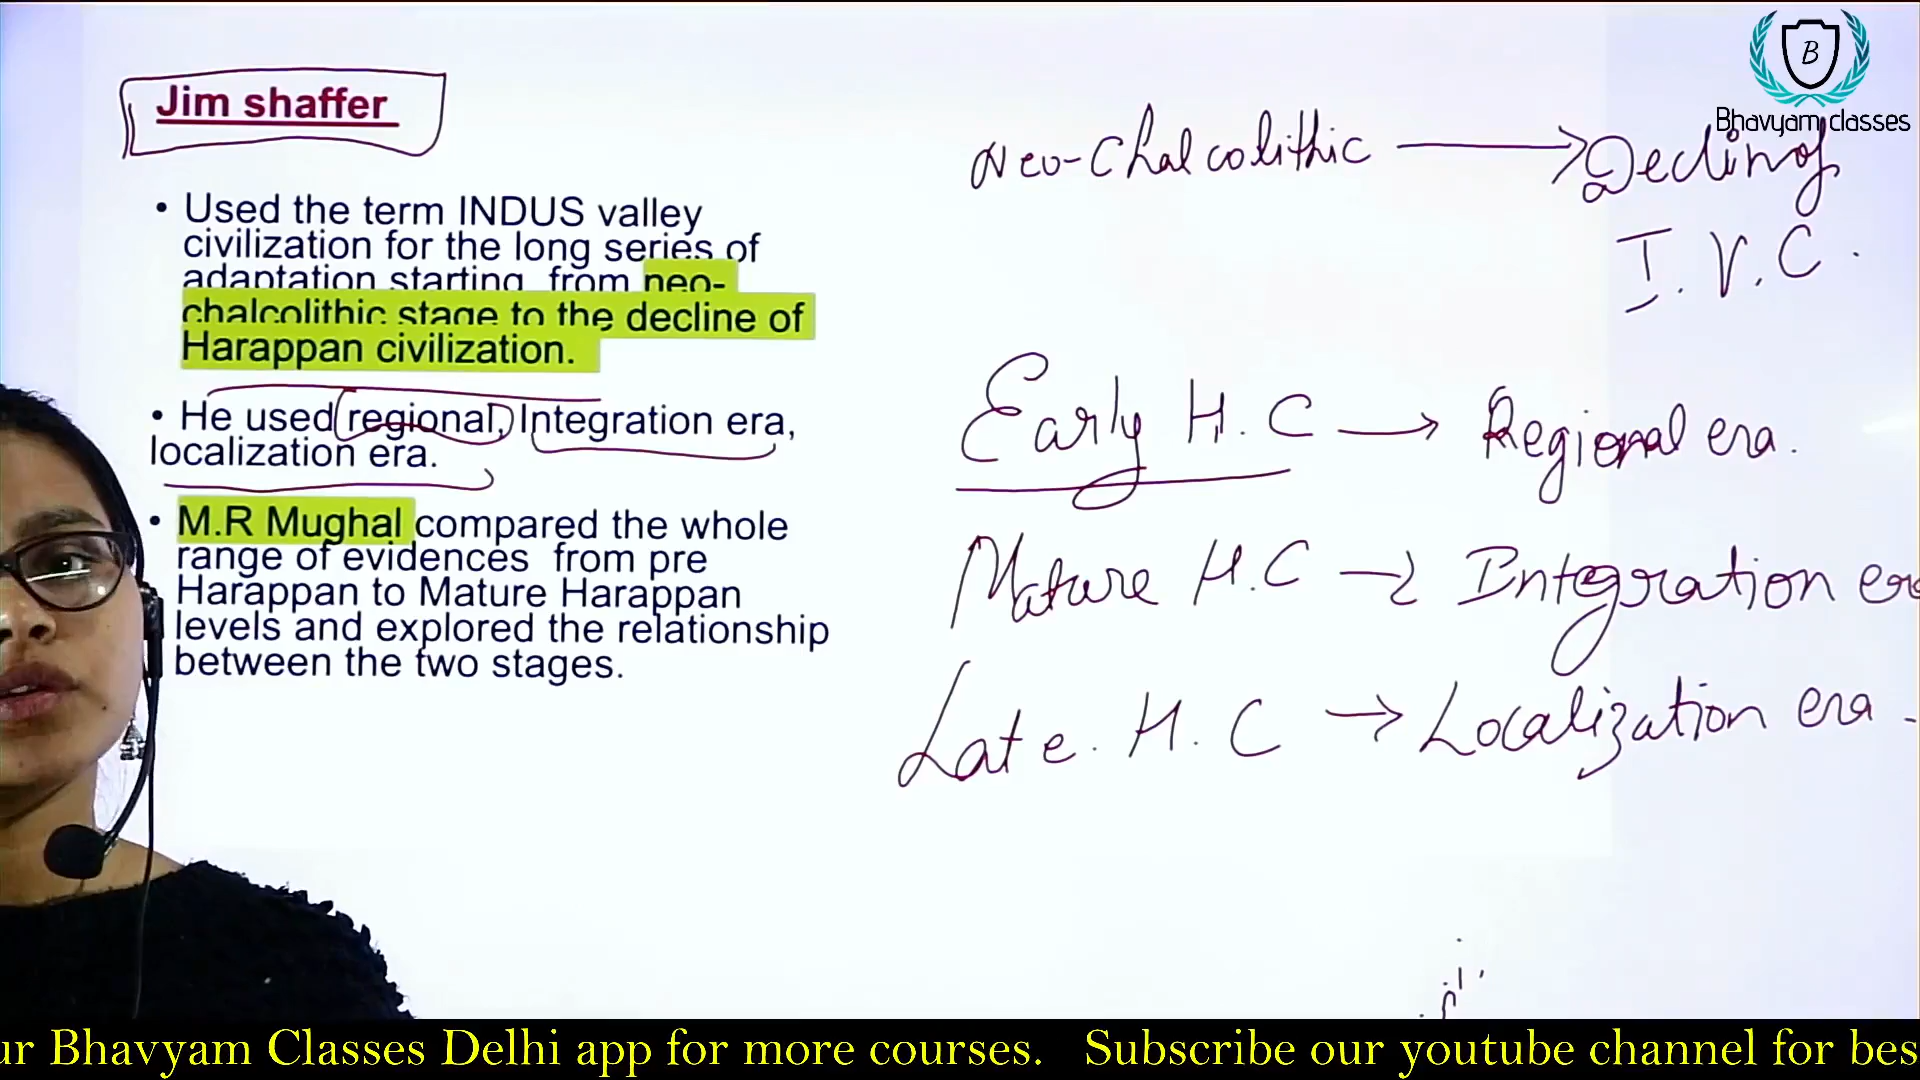 Jim shaffer
• Used the term INDUS valley
civilization for the long series of
adaptation starting from neo-
chalcolithic stage to the decline of
Harappan civilization.
• He used regional, Integration era,
localization era.
• M.R Mughal compared the whole
range of evidences from pre
Harappan to Mature Harappan
levels and explored the relationship
between the two stages.
B
Bhavyam classes
Neo-Chalcolithic → Declinof
I.V.C.
Early H.C → Regional era.
Mature H.C → Integration era
Late. H.C → Localization era.
ur Bhavyam Classes Delhi app for more courses. Subscribe our youtube channel for bes